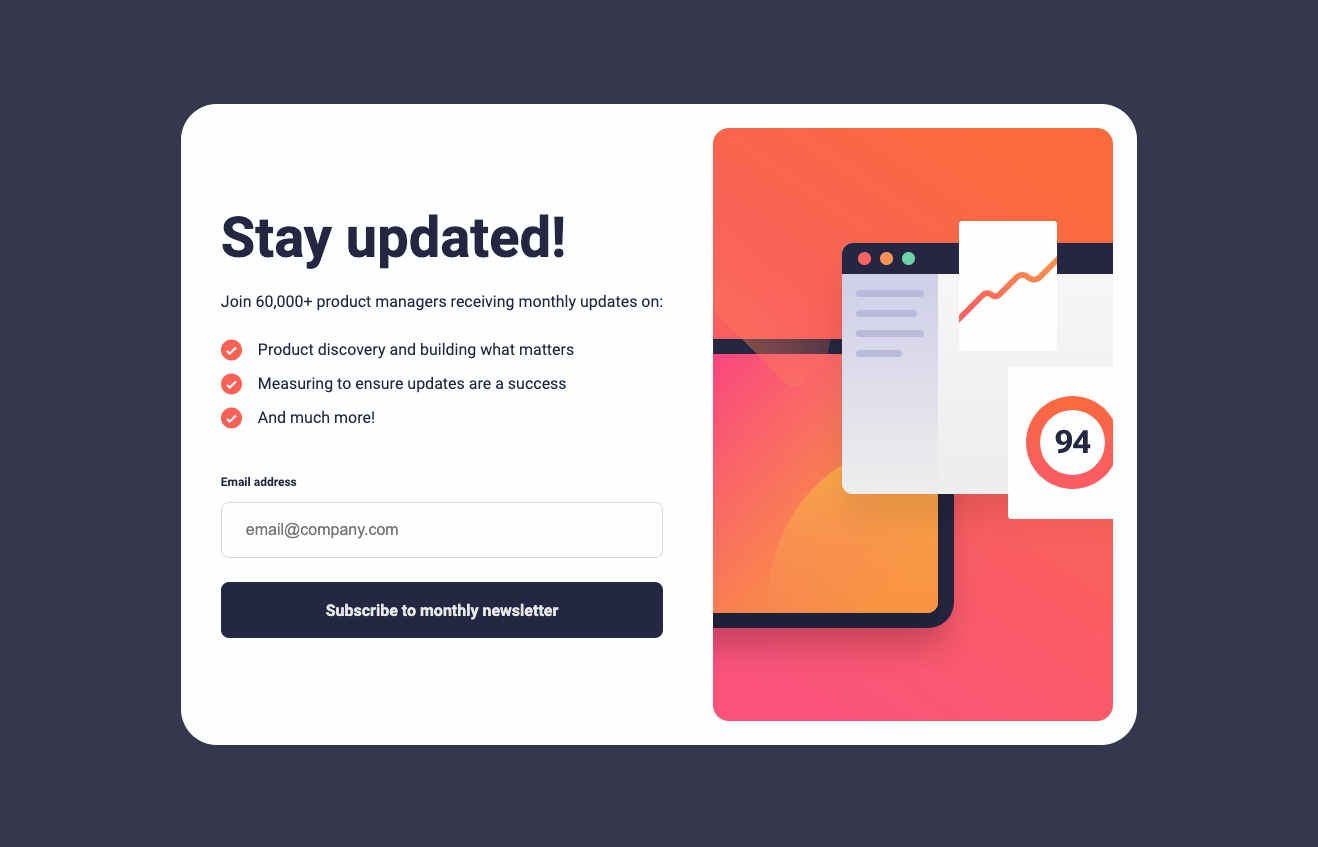 Stay updated!
Join 60,000+ product managers receiving monthly updates on:
Product discovery and building what matters
Measuring to ensure updates are a success
And much more!
Email address
email@company.com
Subscribe to monthly newsletter
94